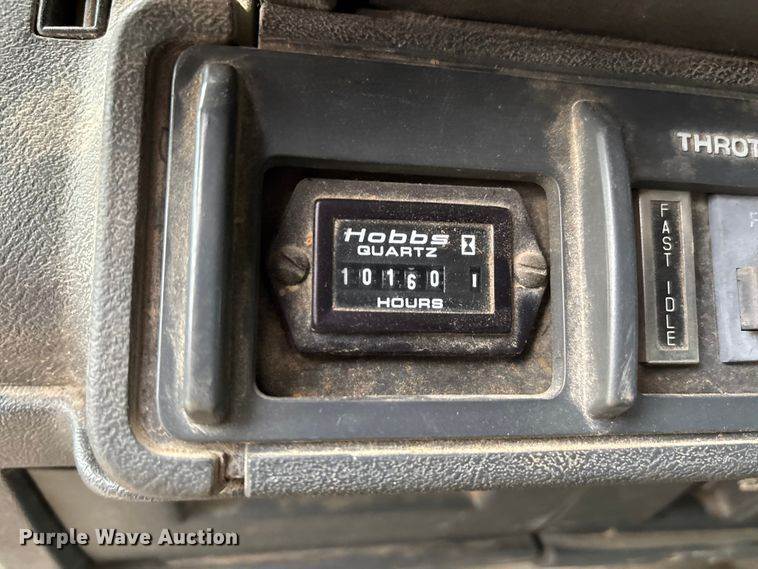 Hobbs
QUARTZ
10160 1
HOURS
THROT
FAST IDLE
Purple Wave Auction